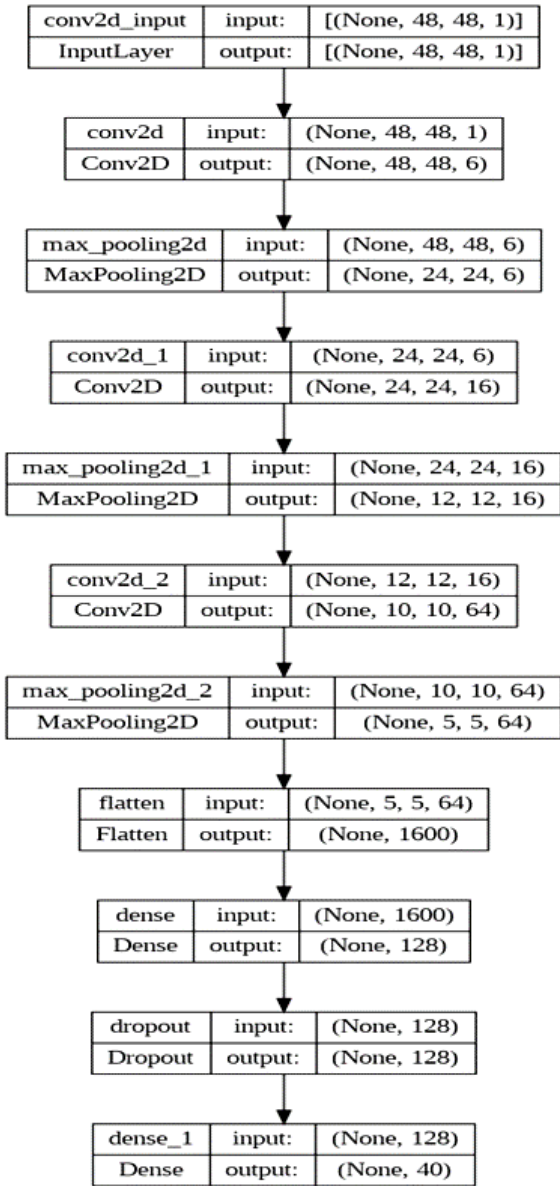 conv2d_input input: [(None, 48, 48, 1)]
InputLayer output: [(None, 48, 48, 1)]
conv2d input: (None, 48, 48, 1)
Conv2D output: (None, 48, 48, 6)
max_pooling2d input: (None, 48, 48, 6)
MaxPooling2D output: (None, 24, 24, 6)
conv2d_1 input: (None, 24, 24, 6)
Conv2D output: (None, 24, 24, 16)
max_pooling2d_1 input: (None, 24, 24, 16)
MaxPooling2D output: (None, 12, 12, 16)
conv2d_2 input: (None, 12, 12, 16)
Conv2D output: (None, 10, 10, 64)
max_pooling2d_2 input: (None, 10, 10, 64)
MaxPooling2D output: (None, 5, 5, 64)
flatten input: (None, 5, 5, 64)
Flatten output: (None, 1600)
dense input: (None, 1600)
Dense output: (None, 128)
dropout input: (None, 128)
Dropout output: (None, 128)
dense_1 input: (None, 128)
Dense output: (None, 40)